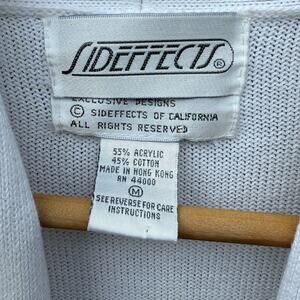 SIDEFFECTS®
EXCLUSIVE DESIGNS
© SIDEFFECTS OF CALIFORNIA
ALL RIGHTS RESERVED
55% ACRYLIC
45% COTTON
MADE IN HONG KONG
RN 44000
M
SEE REVERSE FOR CARE
INSTRUCTIONS